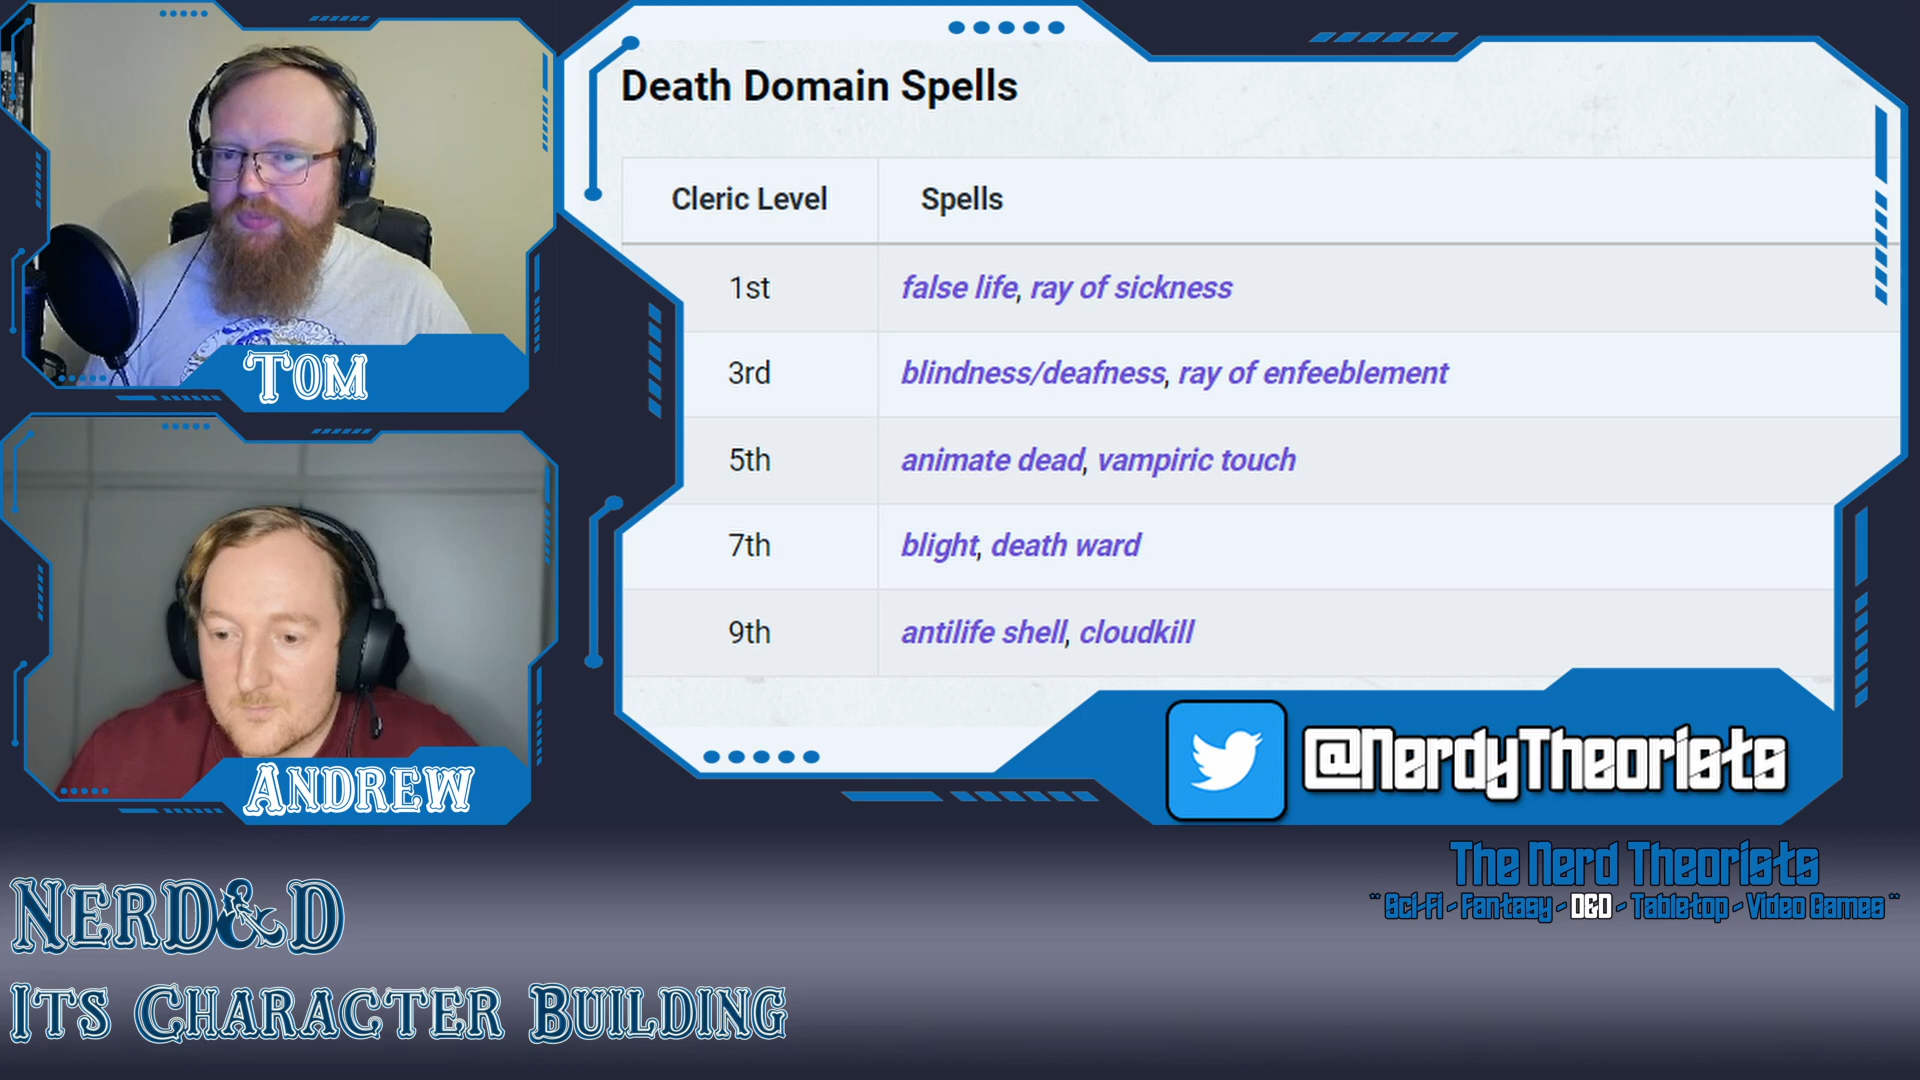 Death Domain Spells
Cleric Level Spells
1st false life, ray of sickness
3rd blindness/deafness, ray of enfeeblement
5th animate dead, vampiric touch
7th blight, death ward
9th antilife shell, cloudkill
Tom
Andrew
@NerdyTheorists
The Nerd Theorists
" Sci-Fi - Fantasy - D&D - Tabletop - Video Games "
NerD&D
Its Character Building